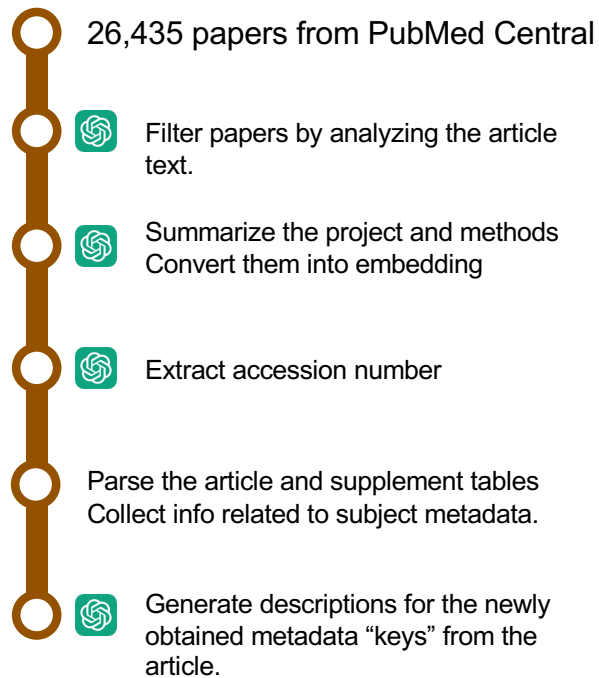 26,435 papers from PubMed Central
Filter papers by analyzing the article
text.
Summarize the project and methods
Convert them into embedding
Extract accession number
Parse the article and supplement tables
Collect info related to subject metadata.
Generate descriptions for the newly
obtained metadata “keys” from the
article.